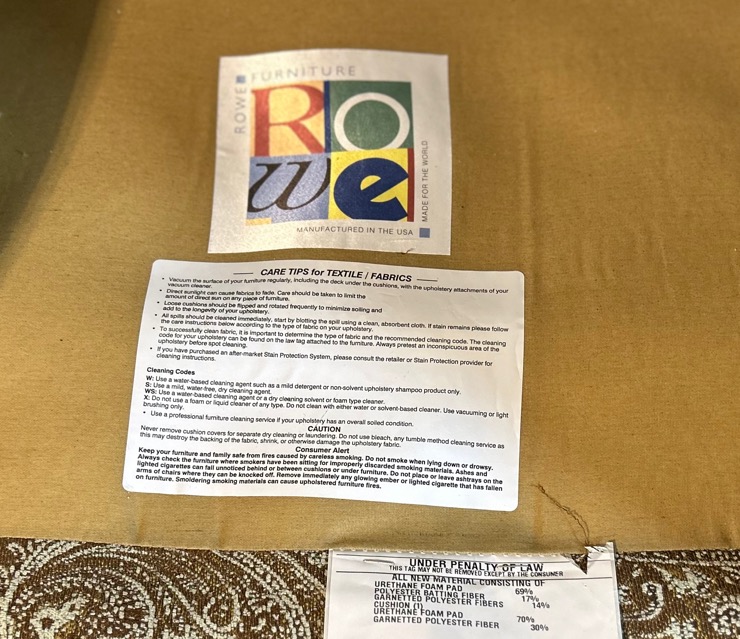 FURNITURE
ROWE
ROWE
MADE FOR THE WORLD
MANUFACTURED IN THE USA
CARE TIPS for TEXTILE / FABRICS
• Vacuum the surface of your furniture regularly, including the deck under the cushions, with the upholstery attachments of your
vacuum cleaner.
• Direct sunlight can cause fabrics to fade. Care should be taken to limit the
amount of direct sun on any piece of furniture.
• Loose cushions should be flipped and rotated frequently to minimize soiling and
add to the longevity of your upholstery.
• All spills should be cleaned immediately, start by blotting the spill using a clean, absorbent cloth. If stain remains please follow
the care instructions below according to the type of fabric on your upholstery.
• To successfully clean fabric, it is important to determine the type of fabric and the recommended cleaning code. The cleaning
code for your upholstery can be found on the law tag attached to the furniture. Always pretest an inconspicuous area of the
upholstery before spot cleaning.
• If you have purchased an after-market Stain Protection System, please consult the retailer or Stain Protection provider for
cleaning instructions.
Cleaning Codes
W: Use a water-based cleaning agent such as a mild detergent or non-solvent upholstery shampoo product only.
S: Use a mild, water-free, dry cleaning agent.
WS: Use a water-based cleaning agent or a dry cleaning solvent or foam type cleaner.
X: Do not use a foam or liquid cleaner of any type. Do not clean with either water or solvent-based cleaner. Use vacuuming or light
brushing only.
• Use a professional furniture cleaning service if your upholstery has an overall soiled condition.
CAUTION
Never remove cushion covers for separate dry cleaning or laundering. Do not use bleach, any tumble method cleaning service as
this may destroy the backing of the fabric, shrink, or otherwise damage the upholstery fabric.
Consumer Alert
Keep your furniture and family safe from fires caused by careless smoking. Do not smoke when lying down or drowsy.
Always check the furniture where smokers have been sitting for improperly discarded smoking materials. Ashes and
lighted cigarettes can fall unnoticed behind or between cushions or under furniture. Do not place or leave ashtrays on the
arms of chairs where they can be knocked off. Remove immediately any glowing ember or lighted cigarette that has fallen
on furniture. Smoldering smoking materials can cause upholstered furniture fires.
UNDER PENALTY OF LAW
THIS TAG MAY NOT BE REMOVED EXCEPT BY THE CONSUMER
ALL NEW MATERIAL CONSISTING OF
URETHANE FOAM PAD 69%
POLYESTER BATTING FIBER 17%
GARNETTED POLYESTER FIBERS 14%
CUSHION (1)
URETHANE FOAM PAD 70%
GARNETTED POLYESTER FIBER 30%